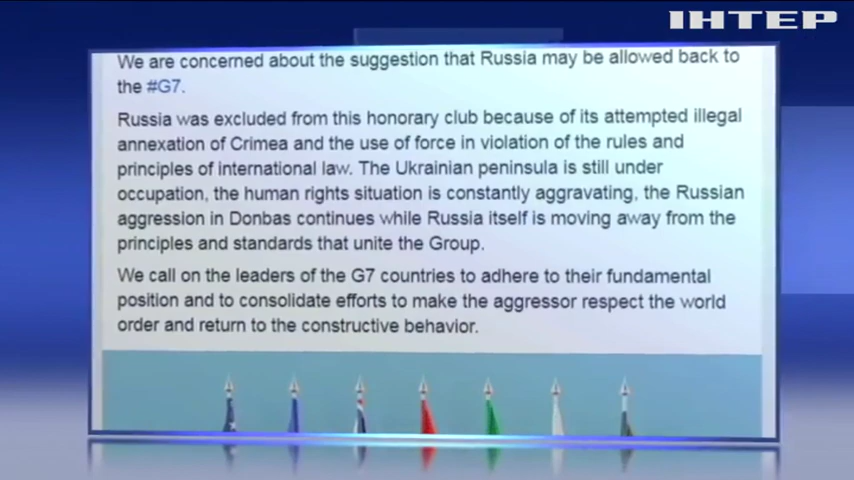 ІНТЕР
We are concerned about the suggestion that Russia may be allowed back to
the #G7.
Russia was excluded from this honorary club because of its attempted illegal
annexation of Crimea and the use of force in violation of the rules and
principles of international law. The Ukrainian peninsula is still under
occupation, the human rights situation is constantly aggravating, the Russian
aggression in Donbas continues while Russia itself is moving away from the
principles and standards that unite the Group.
We call on the leaders of the G7 countries to adhere to their fundamental
position and to consolidate efforts to make the aggressor respect the world
order and return to the constructive behavior.